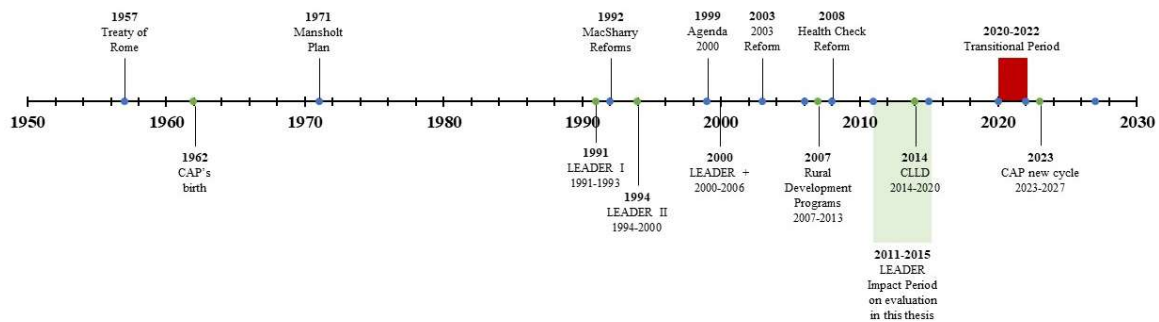 1957
Treaty of
Rome
1971
Mansholt
Plan
1992
MacSharry
Reforms
1999
Agenda
2000
2003
2003
Reform
2008
Health Check
Reform
2020-2022
Transitional Period
1950
1960
1970
1980
1990
2000
2010
2020
2030
1962
CAP's
birth
1991
LEADER I
1991-1993
1994
LEADER II
1994-2000
2000
LEADER +
2000-2006
2007
Rural
Development
Programs
2007-2013
2014
CLLD
2014-2020
2023
CAP new cycle
2023-2027
2011-2015
LEADER
Impact Period
on evaluation
in this thesis